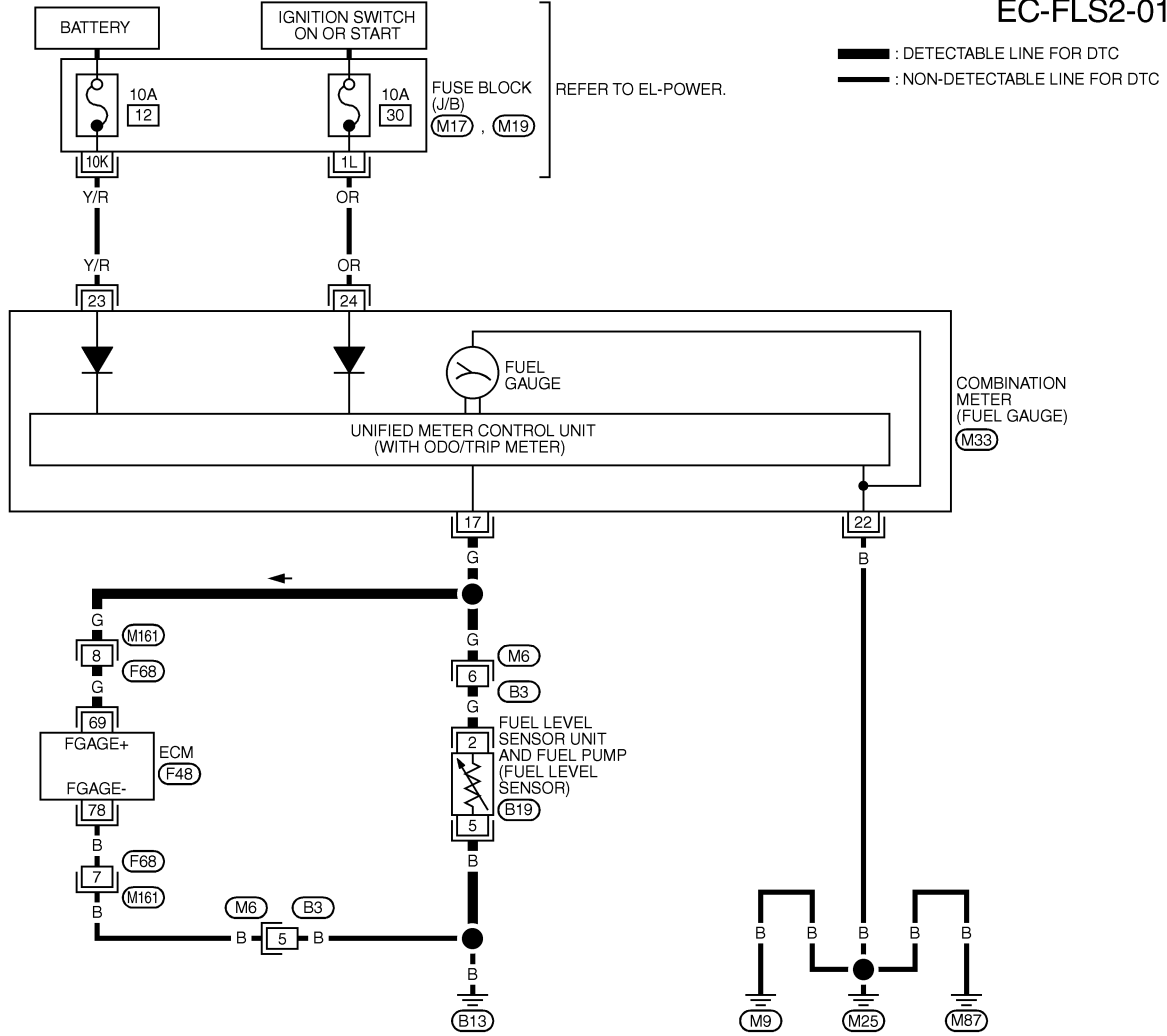 EC-FLS2-01
BATTERY
IGNITION SWITCH
ON OR START
: DETECTABLE LINE FOR DTC
: NON-DETECTABLE LINE FOR DTC
10A
12
10A
30
FUSE BLOCK
(J/B)
M17 , M19
REFER TO EL-POWER.
10K
1L
Y/R
OR
Y/R
OR
23
24
FUEL
GAUGE
UNIFIED METER CONTROL UNIT
(WITH ODO/TRIP METER)
COMBINATION
METER
(FUEL GAUGE)
M33
17
22
G
B
G
M161
8
F68
G
69
FGAGE+
ECM
F48
FGAGE-
78
B
F68
7
M161
B
G
M6
6
B3
G
FUEL LEVEL
SENSOR UNIT
AND FUEL PUMP
(FUEL LEVEL
SENSOR)
B19
2
5
B
M6
B3
B 5 B
B
B13
B B B B B
M9
M25
M87